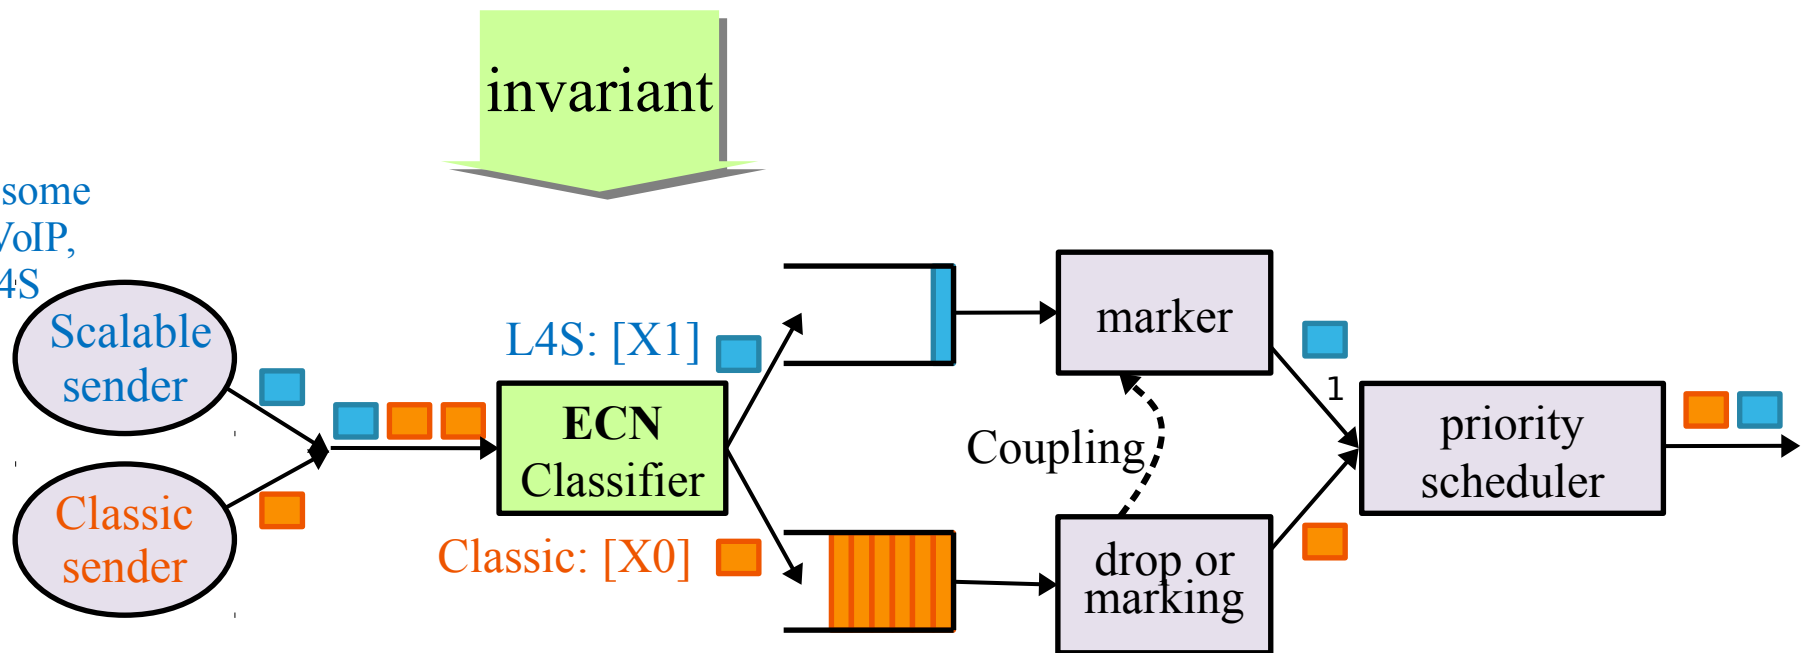 invariant
some
VoIP,
4S
Scalable
sender
L4S: [X1]
marker
1
ECN
Classifier
Coupling
priority
scheduler
Classic
sender
Classic: [X0]
drop or
marking